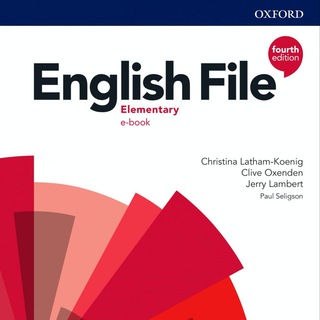 OXFORD
fourth
edition
English File
Elementary
e-book
Christina Latham-Koenig
Clive Oxenden
Jerry Lambert
Paul Seligson